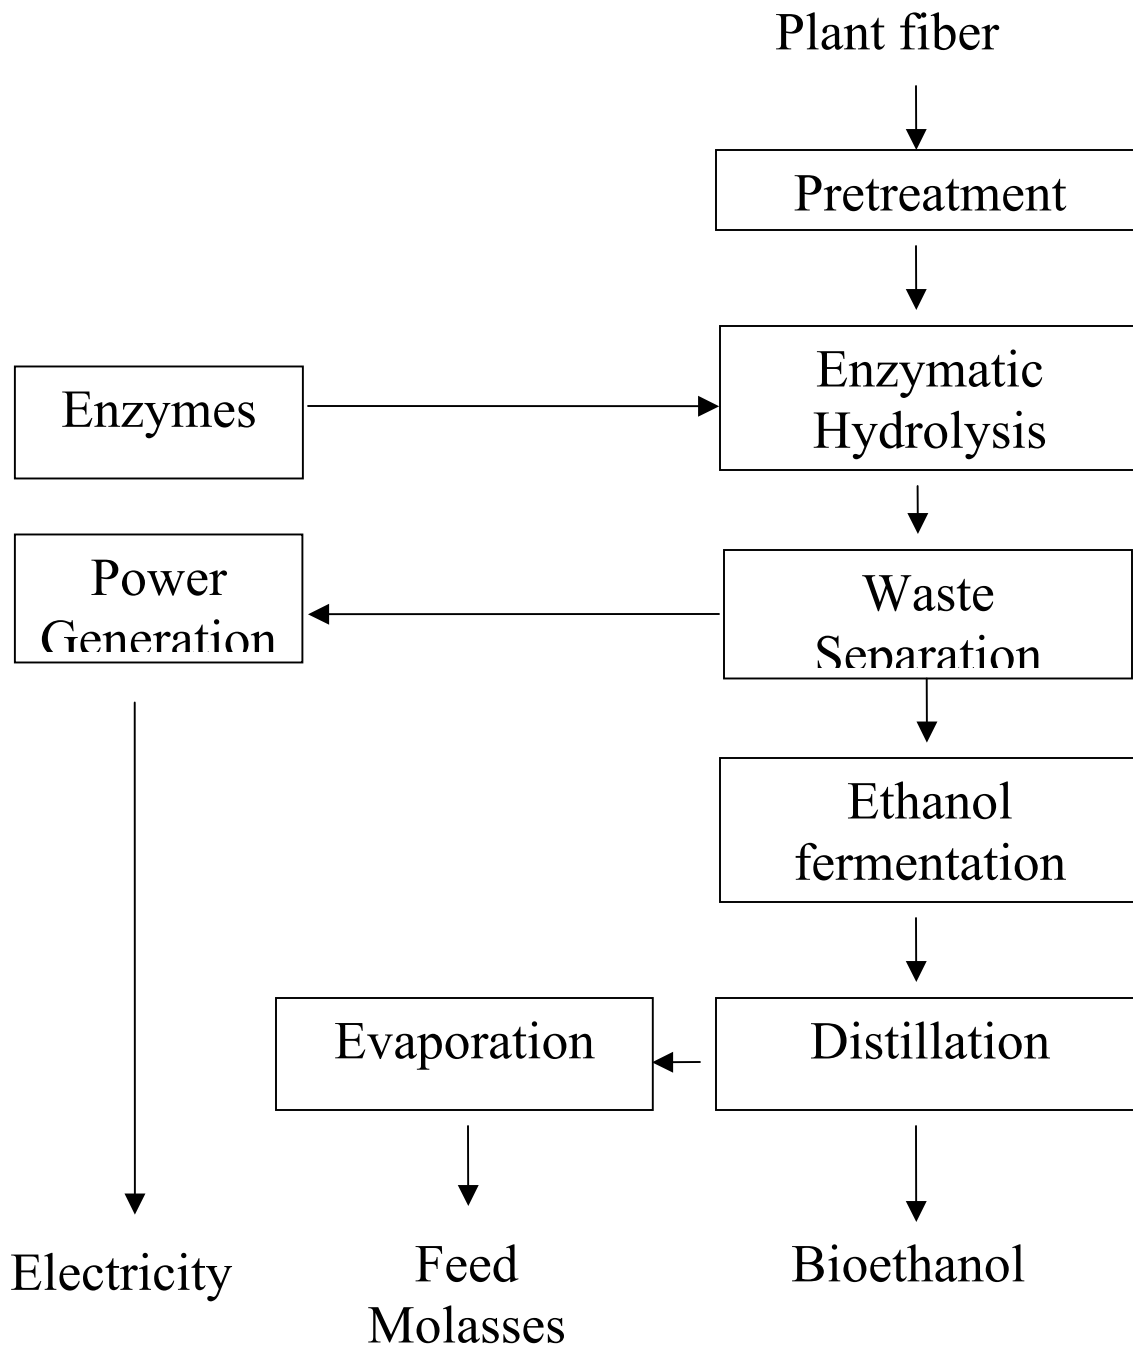 Plant fiber
Pretreatment
Enzymatic
Hydrolysis
Enzymes
Power
Generation
Waste
Separation
Ethanol
fermentation
Evaporation
Distillation
Electricity
Feed
Molasses
Bioethanol